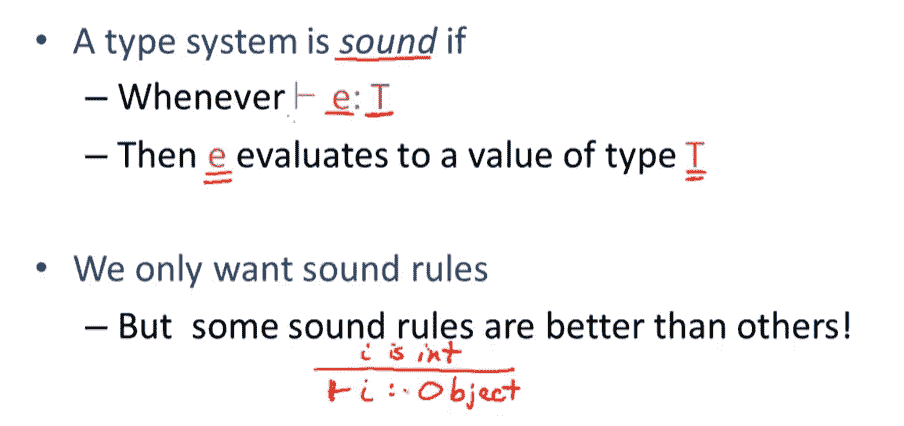 • A type system is sound if
– Whenever ⊢ e: T
– Then e evaluates to a value of type T
• We only want sound rules
– But some sound rules are better than others!
i is int
⊢ i : Object